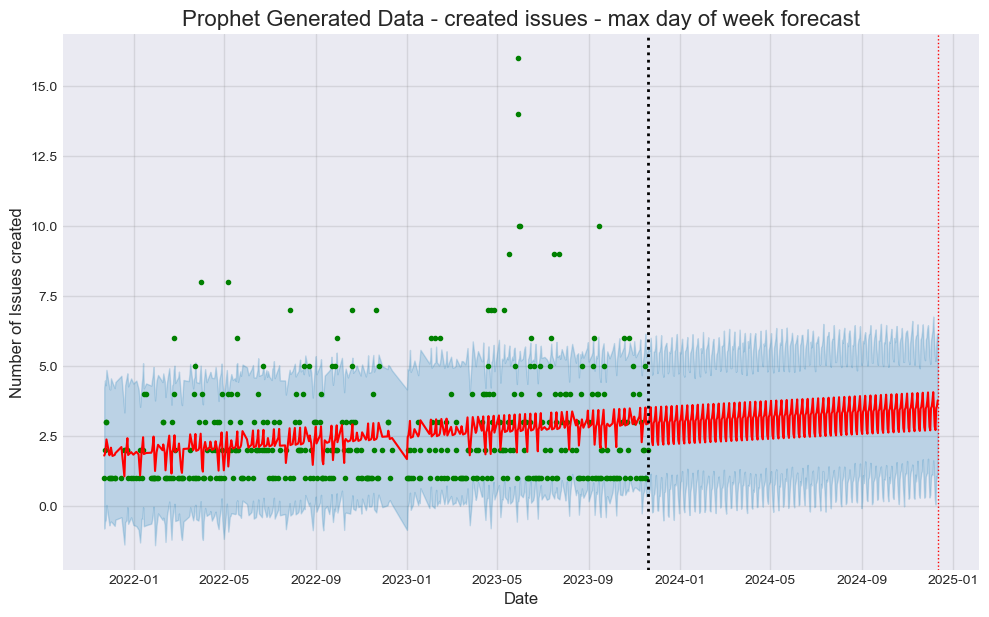 Prophet Generated Data - created issues - max day of week forecast
Number of Issues created
15.0
12.5
10.0
7.5
5.0
2.5
0.0
2022-01 2022-05 2022-09 2023-01 2023-05 2023-09 2024-01 2024-05 2024-09 2025-01
Date